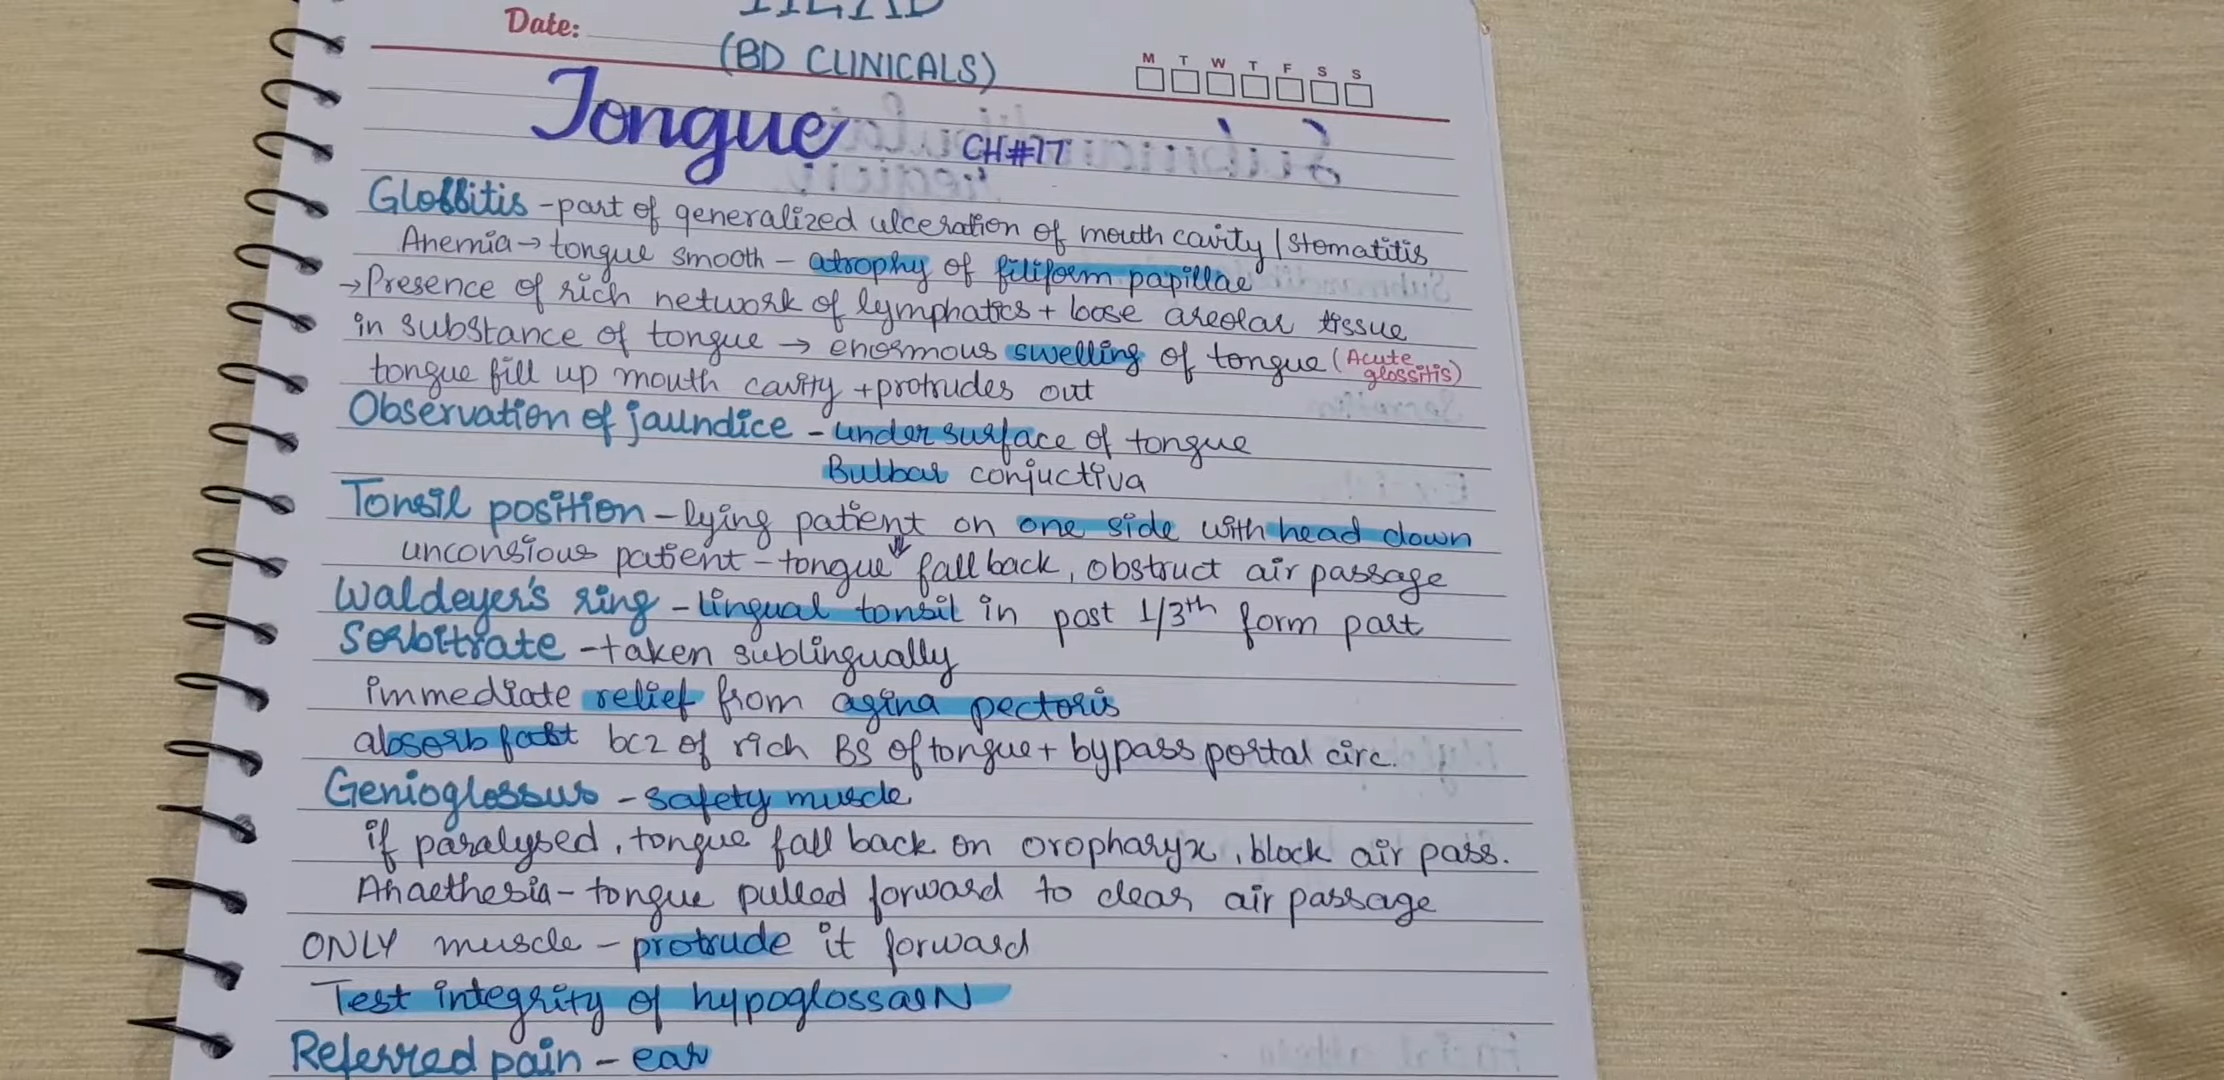 Date:
(BD CLINICALS)
M T W T F S S
Tongue CH#17
Glossitis - part of generalized ulceration of mouth cavity / stomatitis
Anemia → tongue smooth - atrophy of filiform papillae
→ Presence of rich network of lymphatics + loose areolar tissue
in substance of tongue → enormous swelling of tongue (Acute glossitis)
tongue fill up mouth cavity + protrudes out
Observation of jaundice - under surface of tongue
Bulbar conjuctiva
Tonsil position - lying patient on one side with head down
unconsious patient - tongue fall back, obstruct air passage
Waldeyer's ring - lingual tonsil in post 1/3th form part
Sorbitrate - taken sublingually
immediate relief from agina pectoris
absorb fast bcz of rich BS of tongue + bypass portal circ.
Genioglossus - safety muscle
if paralysed, tongue fall back on oropharyx, block air pass.
Anaethesia - tongue pulled forward to clear air passage
ONLY muscle - protrude it forward
Test integrity of hypoglossal N
Referred pain - ear